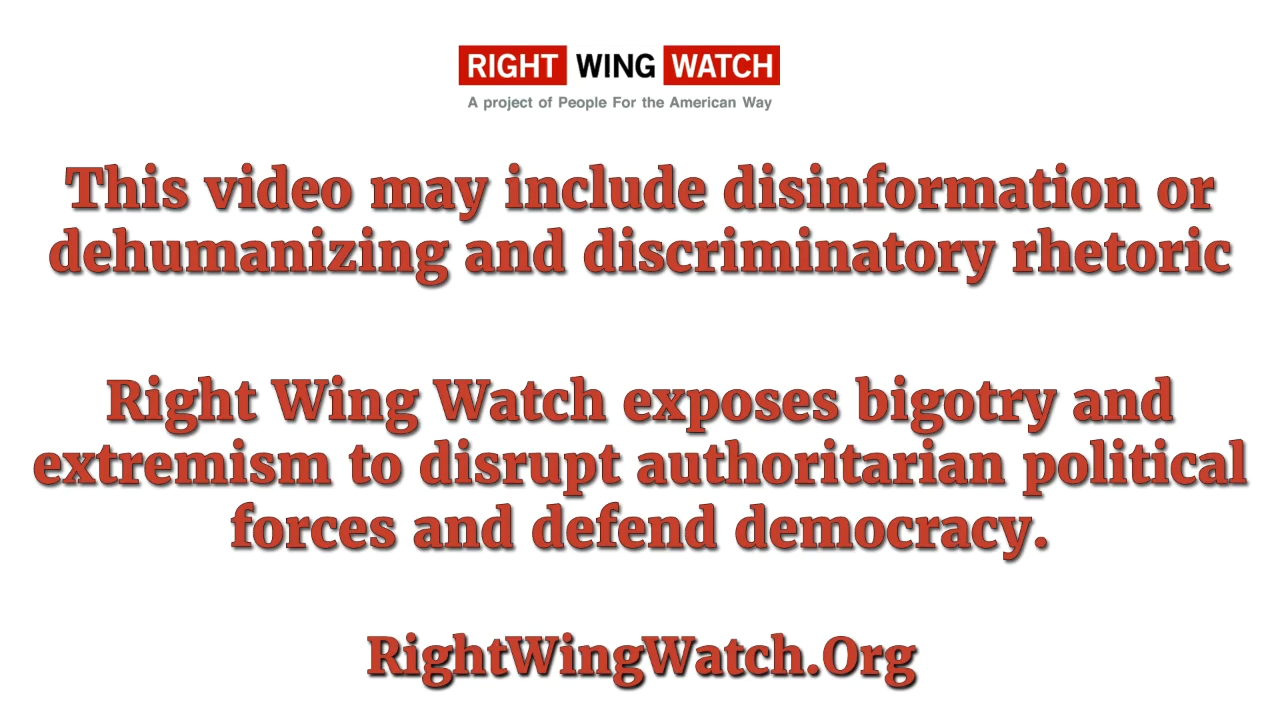 RIGHT WING WATCH
A project of People For the American Way
This video may include disinformation or
dehumanizing and discriminatory rhetoric
Right Wing Watch exposes bigotry and
extremism to disrupt authoritarian political
forces and defend democracy.
RightWingWatch.Org